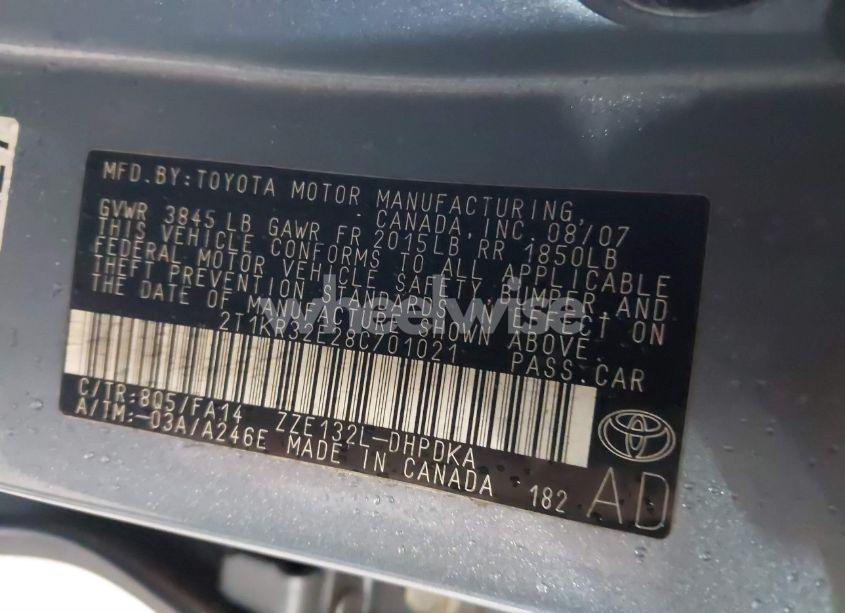 MFD.BY:TOYOTA MOTOR MANUFACTURING,
CANADA, INC. 08/07
GVWR 3845 LB GAWR FR 2015LB RR 1850LB
THIS VEHICLE CONFORMS TO ALL APPLICABLE
FEDERAL MOTOR VEHICLE SAFETY, BUMPER, AND
THEFT PREVENTION STANDARDS IN EFFECT ON
THE DATE OF MANUFACTURE SHOWN ABOVE.
PASS.CAR
C/TR:8Q5/FA14 ZZE132L-DHPDKA
A/TM:-03A/A246E MADE IN CANADA
182
AD
wheelwise